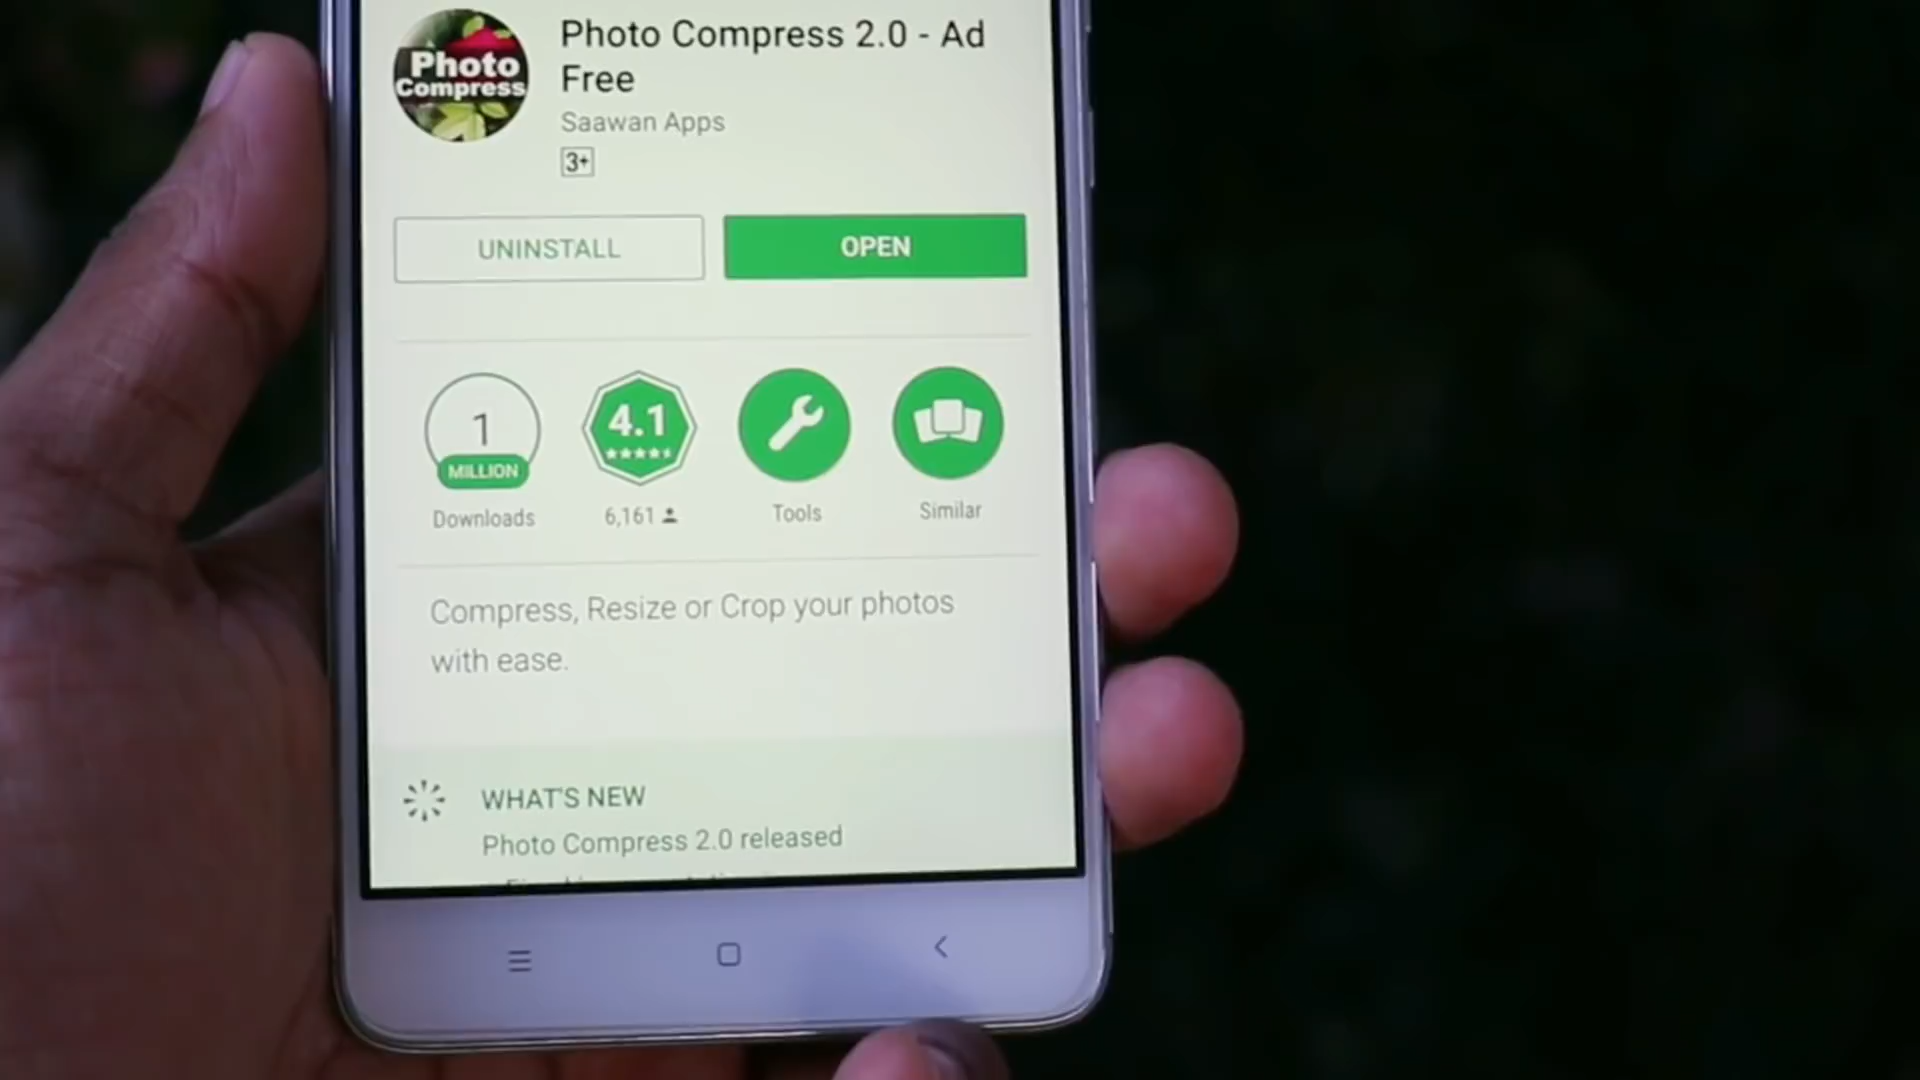 Photo
Compress
Photo Compress 2.0 - Ad
Free
Saawan Apps
3+
UNINSTALL
OPEN
1
MILLION
Downloads
4.1
6,161
Tools
Similar
Compress, Resize or Crop your photos
with ease.
WHAT'S NEW
Photo Compress 2.0 released